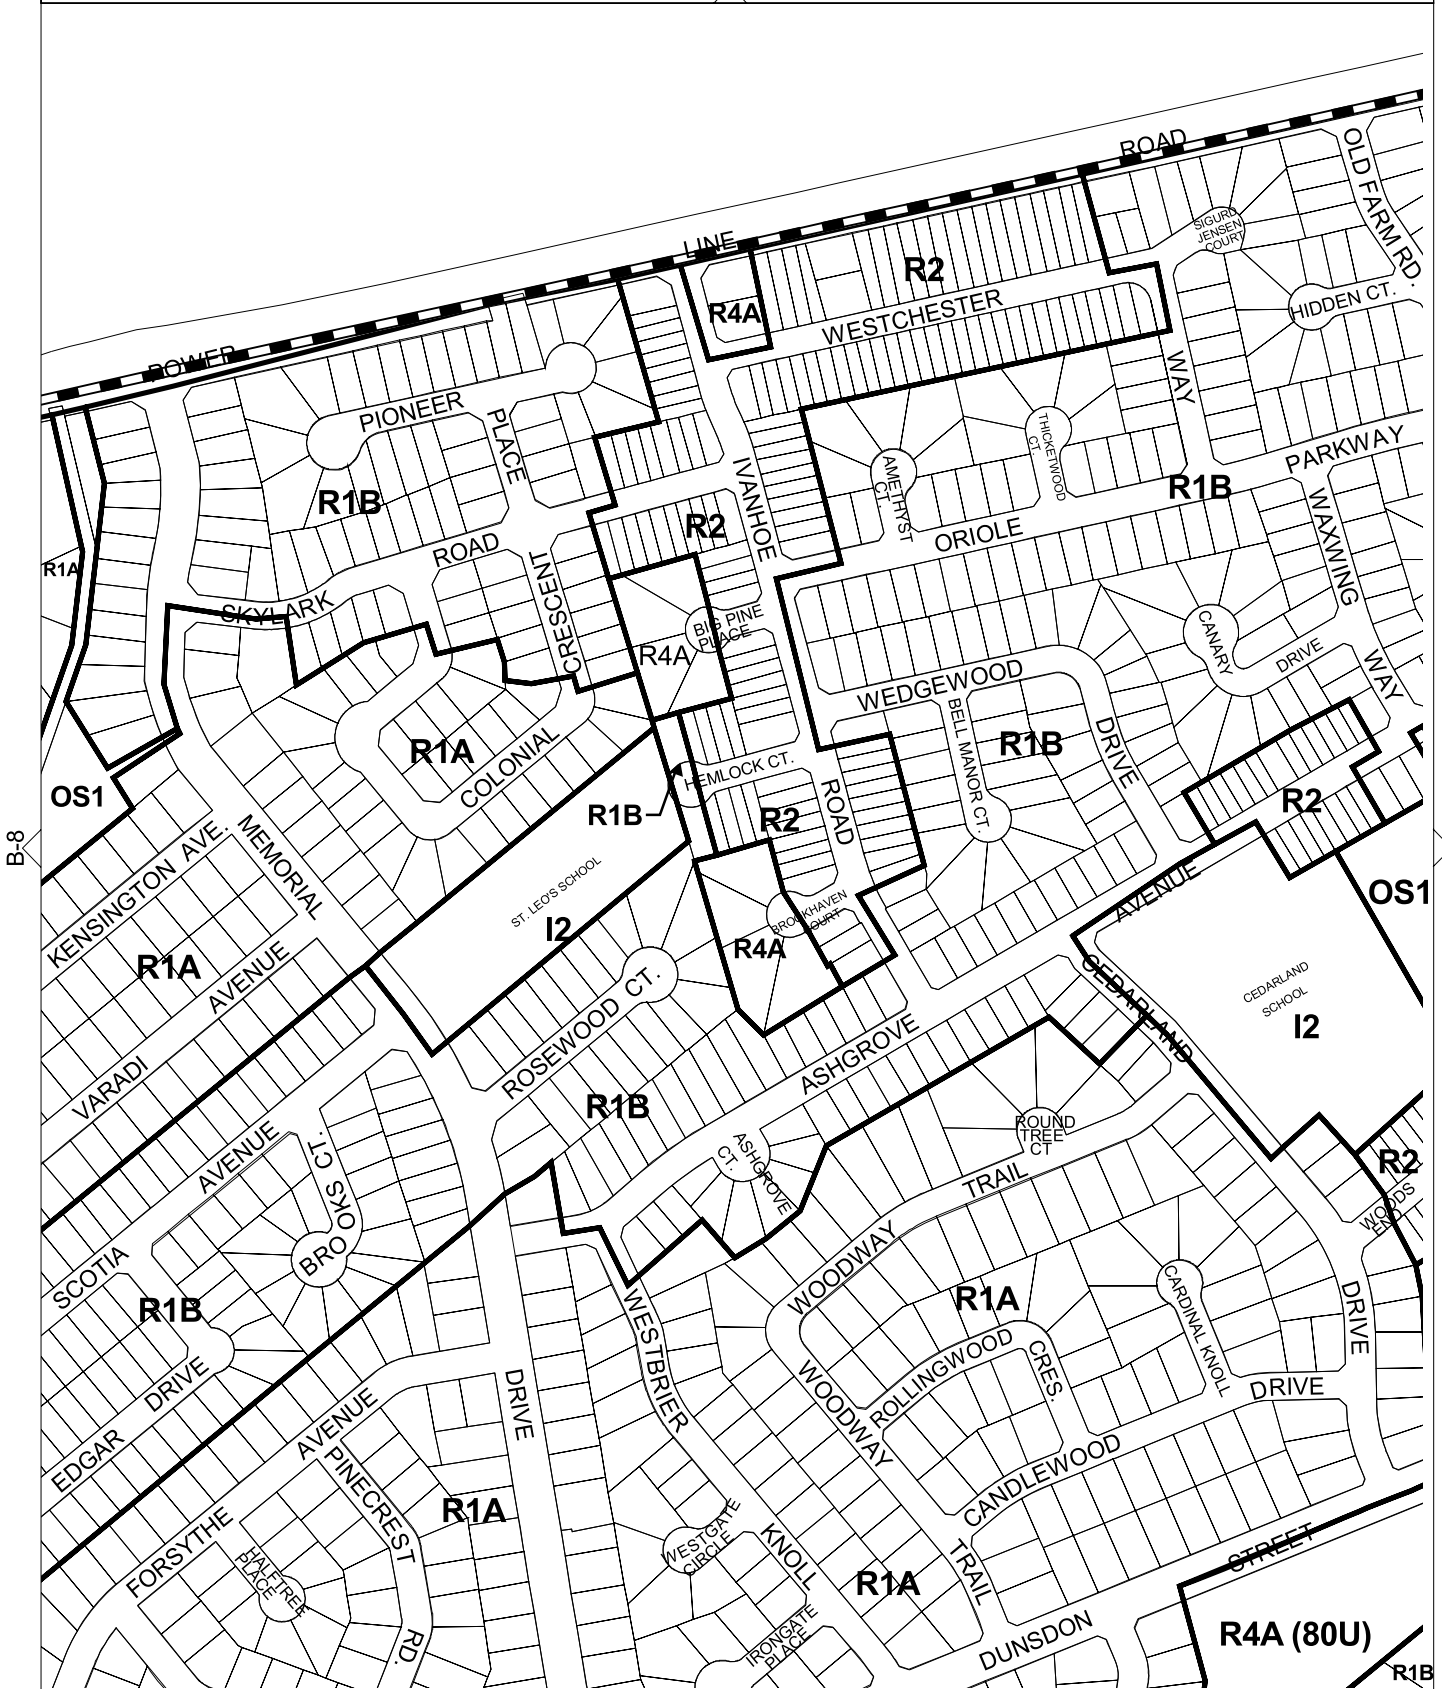 ROAD
LINE
POWER
OLD FARM RD.
SIGURD
JENSEN
COURT
R2
R4A
WESTCHESTER
HIDDEN CT.
WAY
PIONEER
PLACE
THICKETWOOD
CT.
PARKWAY
R1B
AMETHYST
CT.
IVANHOE
R1B
WAXWING
R2
ORIOLE
ROAD
R1A
SKYLARK
CRESCENT
BIG PINE
PLACE
R4A
CANARY
DRIVE
WAY
WEDGEWOOD
BELL MANOR CT.
R1B
DRIVE
R1A
COLONIAL
HEMLOCK CT.
OS1
R1B
R2
ROAD
R2
B-8
KENSINGTON AVE.
MEMORIAL
ST. LEO'S SCHOOL
I2
AVENUE
OS1
BROOKHAVEN
COURT
R4A
R1A
AVENUE
VARADI
ROSEWOOD CT.
CEDARLAND
CEDARLAND
SCHOOL
I2
ASHGROVE
R1B
ROUND
TREE
CT
ASHGROVE
CT.
R2
WOODS
END
AVENUE
SCOTIA
BROOKS CT.
TRAIL
WOODWAY
R1B
R1A
CARDINAL KNOLL
DRIVE
WESTBRIER
ROLLINGWOOD
CRES.
WOODWAY
DRIVE
EDGAR
DRIVE
DRIVE
AVENUE
FORSYTHE
PINECREST
RD.
R1A
CANDLEWOOD
WESTGATE
CIRCLE
KNOLL
TRAIL
STREET
HALFTREE
PLACE
R1A
IRONGATE
PLACE
DUNSDON
R4A (80U)
R1B